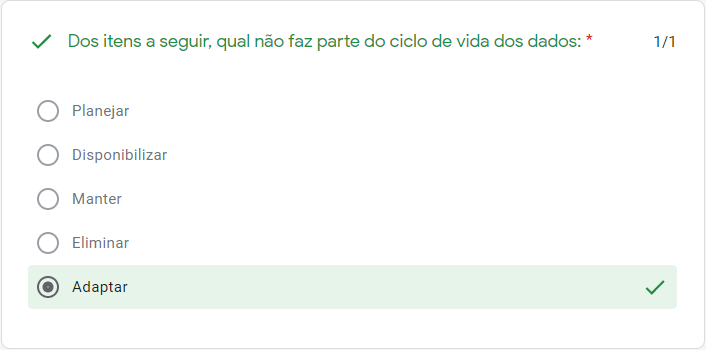 Dos itens a seguir, qual não faz parte do ciclo de vida dos dados: * 1/1
Planejar
Disponibilizar
Manter
Eliminar
Adaptar